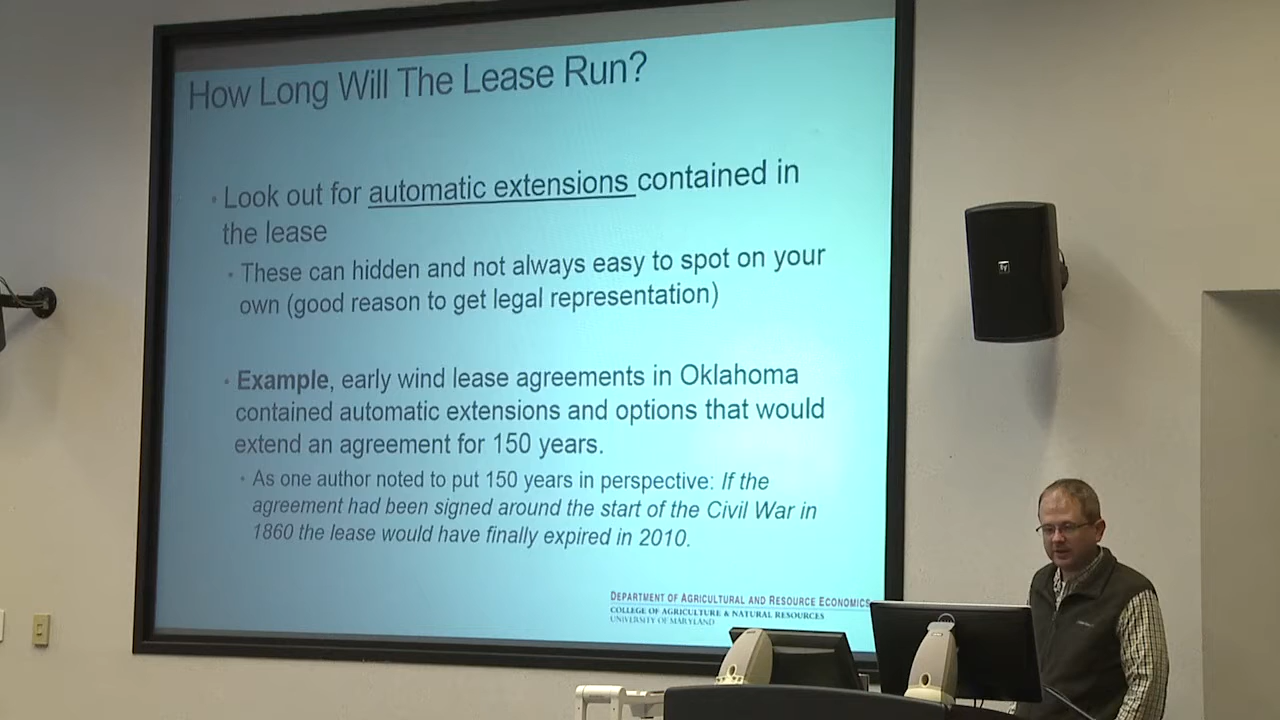 How Long Will The Lease Run?
• Look out for automatic extensions contained in
the lease
• These can hidden and not always easy to spot on your
own (good reason to get legal representation)
• Example, early wind lease agreements in Oklahoma
contained automatic extensions and options that would
extend an agreement for 150 years.
• As one author noted to put 150 years in perspective: If the
agreement had been signed around the start of the Civil War in
1860 the lease would have finally expired in 2010.
DEPARTMENT OF AGRICULTURAL AND RESOURCE ECONOMICS
COLLEGE OF AGRICULTURE & NATURAL RESOURCES
UNIVERSITY OF MARYLAND